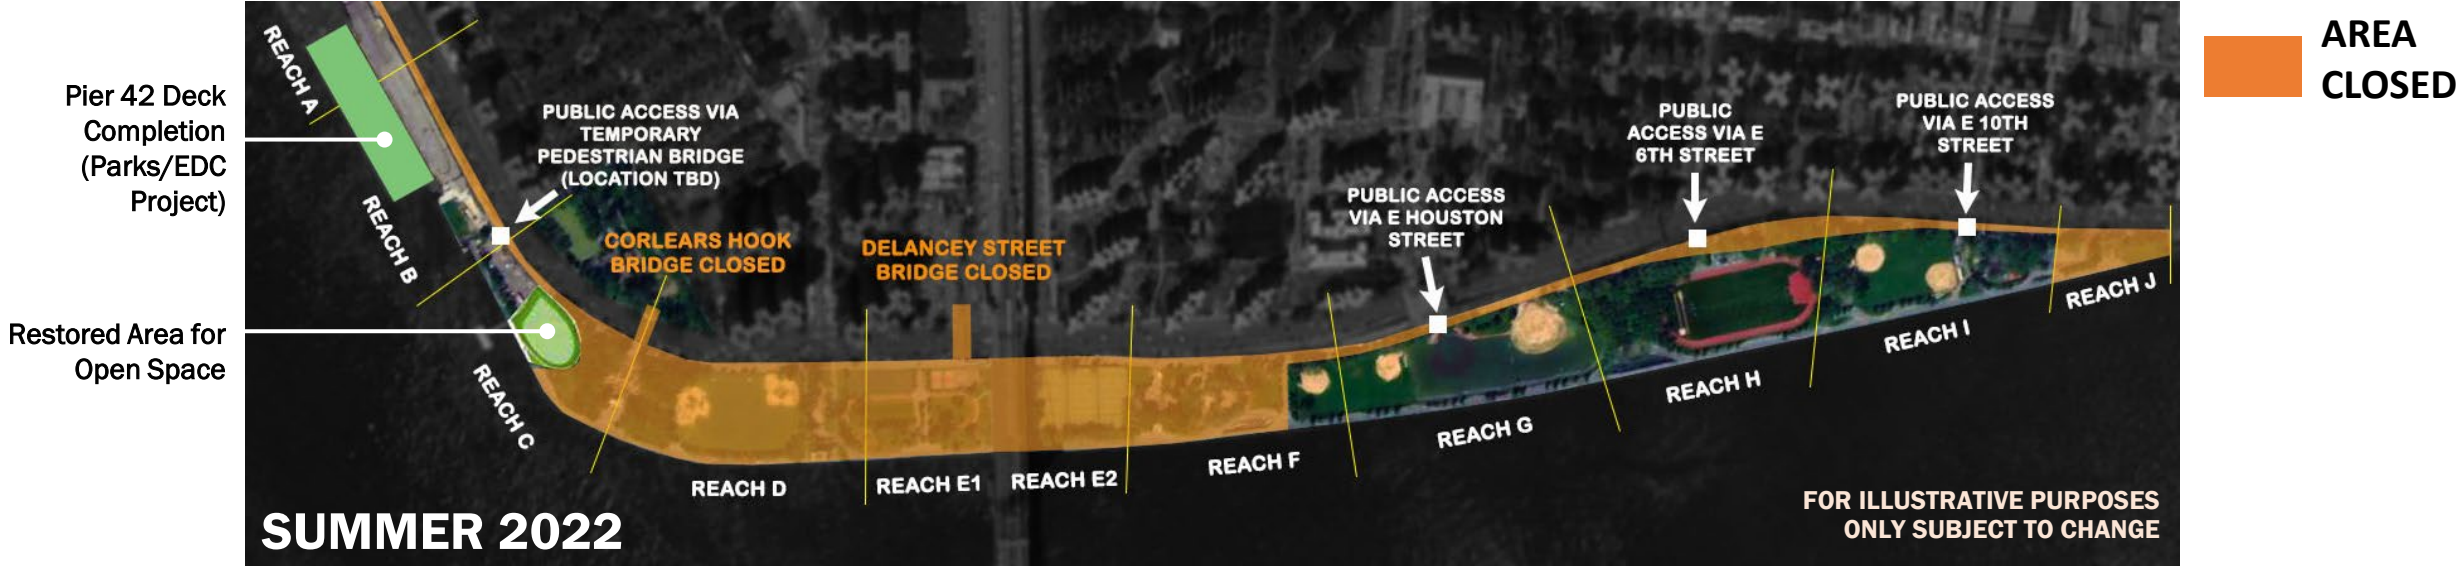 Pier 42 Deck
Completion
(Parks/EDC
Project)
Restored Area for
Open Space
REACH A
REACH B
REACH C
PUBLIC ACCESS VIA
TEMPORARY
PEDESTRIAN BRIDGE
(LOCATION TBD)
CORLEARS HOOK
BRIDGE CLOSED
DELANCEY STREET
BRIDGE CLOSED
PUBLIC ACCESS
VIA E HOUSTON
STREET
PUBLIC
ACCESS VIA E
6TH STREET
PUBLIC ACCESS
VIA E 10TH
STREET
REACH D
REACH E1
REACH E2
REACH F
REACH G
REACH H
REACH I
REACH J
SUMMER 2022
FOR ILLUSTRATIVE PURPOSES
ONLY SUBJECT TO CHANGE
AREA
CLOSED